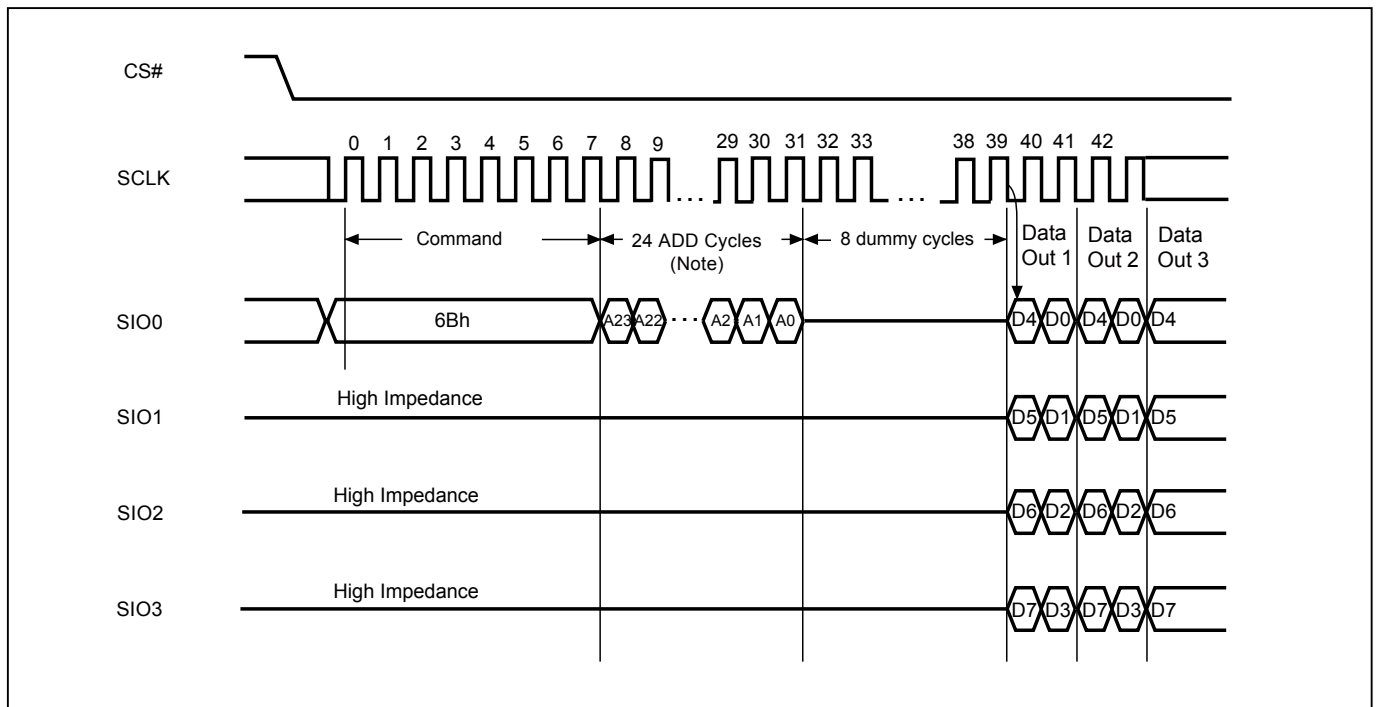 CS#
0 1 2 3 4 5 6 7 8 9 29 30 31 32 33 38 39 40 41 42
SCLK
. . . . . .
Command 24 ADD Cycles 8 dummy cycles Data Data Data
(Note) Out 1 Out 2 Out 3
SIO0 6Bh A23 A22 · · · A2 A1 A0 D4 D0 D4 D0 D4
High Impedance
SIO1 D5 D1 D5 D1 D5
High Impedance
SIO2 D6 D2 D6 D2 D6
High Impedance
SIO3 D7 D3 D7 D3 D7